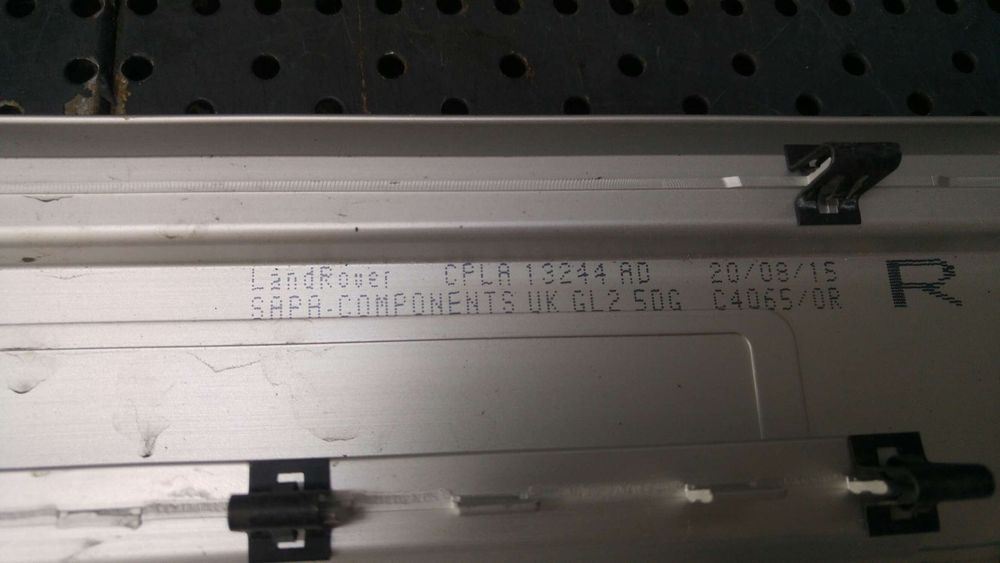 LandRover CPLA 13244 AD 20/08/15
SAPA-COMPONENTS UK GL2 5DG C4065/0R
R